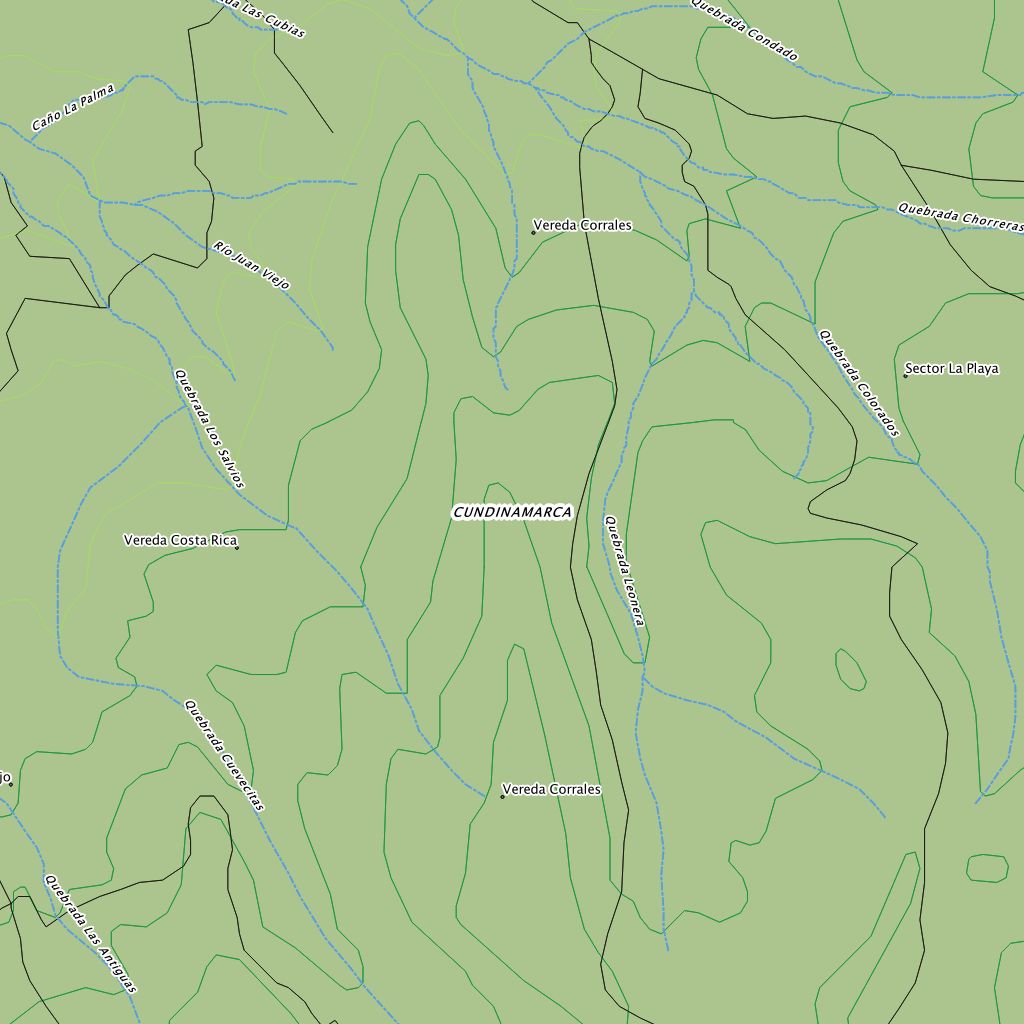 Las Cubias
Quebrada Condado
Caño La Palma
Quebrada Chorreras
Vereda Corrales
Río Juan Viejo
Quebrada Colorados
Sector La Playa
Quebrada Los Salvios
CUNDINAMARCA
Vereda Costa Rica
Quebrada Leonera
Quebrada Cuevecitas
jo
Vereda Corrales
Quebrada Las Antiguas